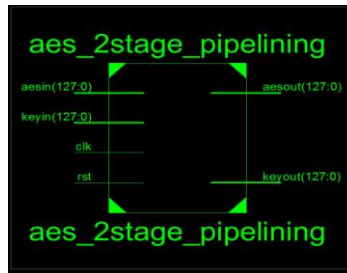 aes_2stage_pipelining
aesin(127:0) aesout(127:0)
keyin(127:0)
clk
rst keyout(127:0)
aes_2stage_pipelining